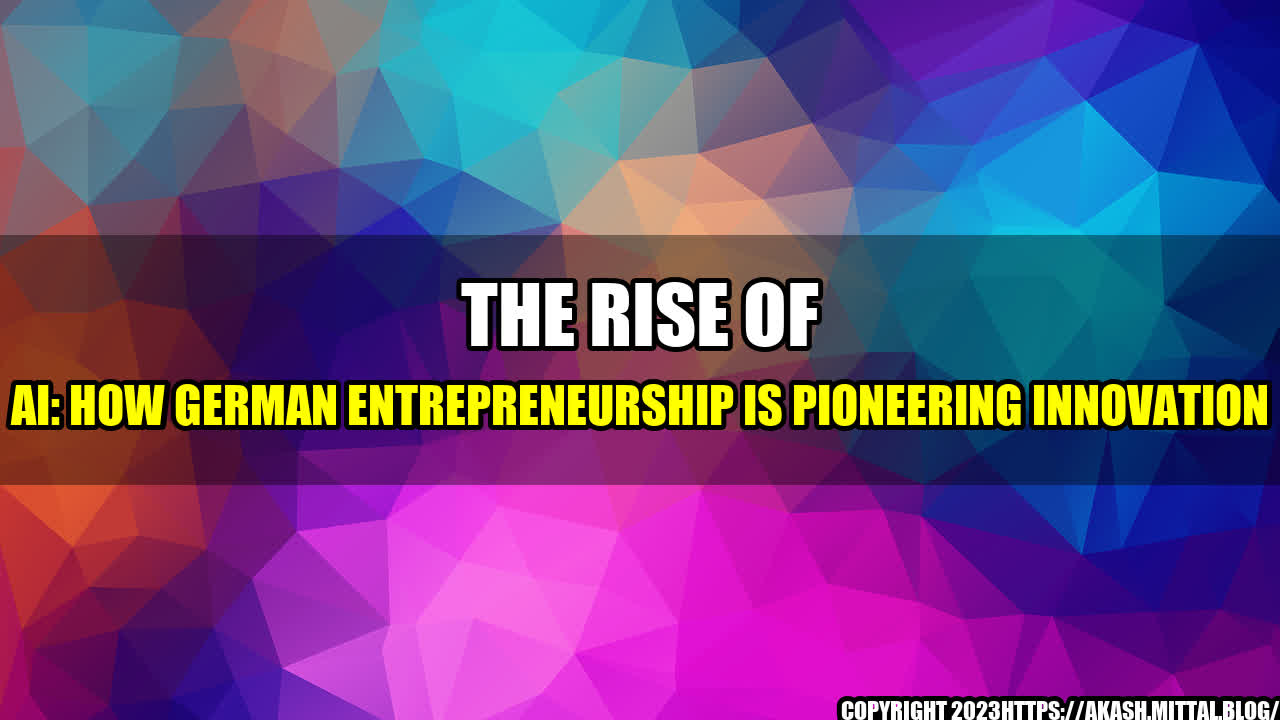 THE RISE OF
AI: HOW GERMAN ENTREPRENEURSHIP IS PIONEERING INNOVATION
COPYRIGHT 2023HTTPS://AKASH.MITTAL.BLOG/